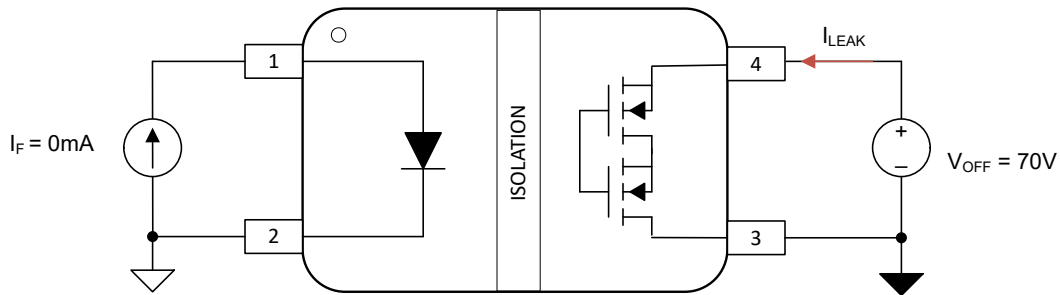 I_LEAK
1
4
I_F = 0mA
ISOLATION
+
–
V_OFF = 70V
2
3